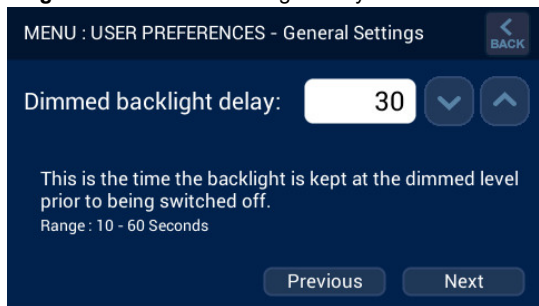 MENU : USER PREFERENCES - General Settings
BACK
Dimmed backlight delay:
30
This is the time the backlight is kept at the dimmed level
prior to being switched off.
Range : 10 - 60 Seconds
Previous
Next